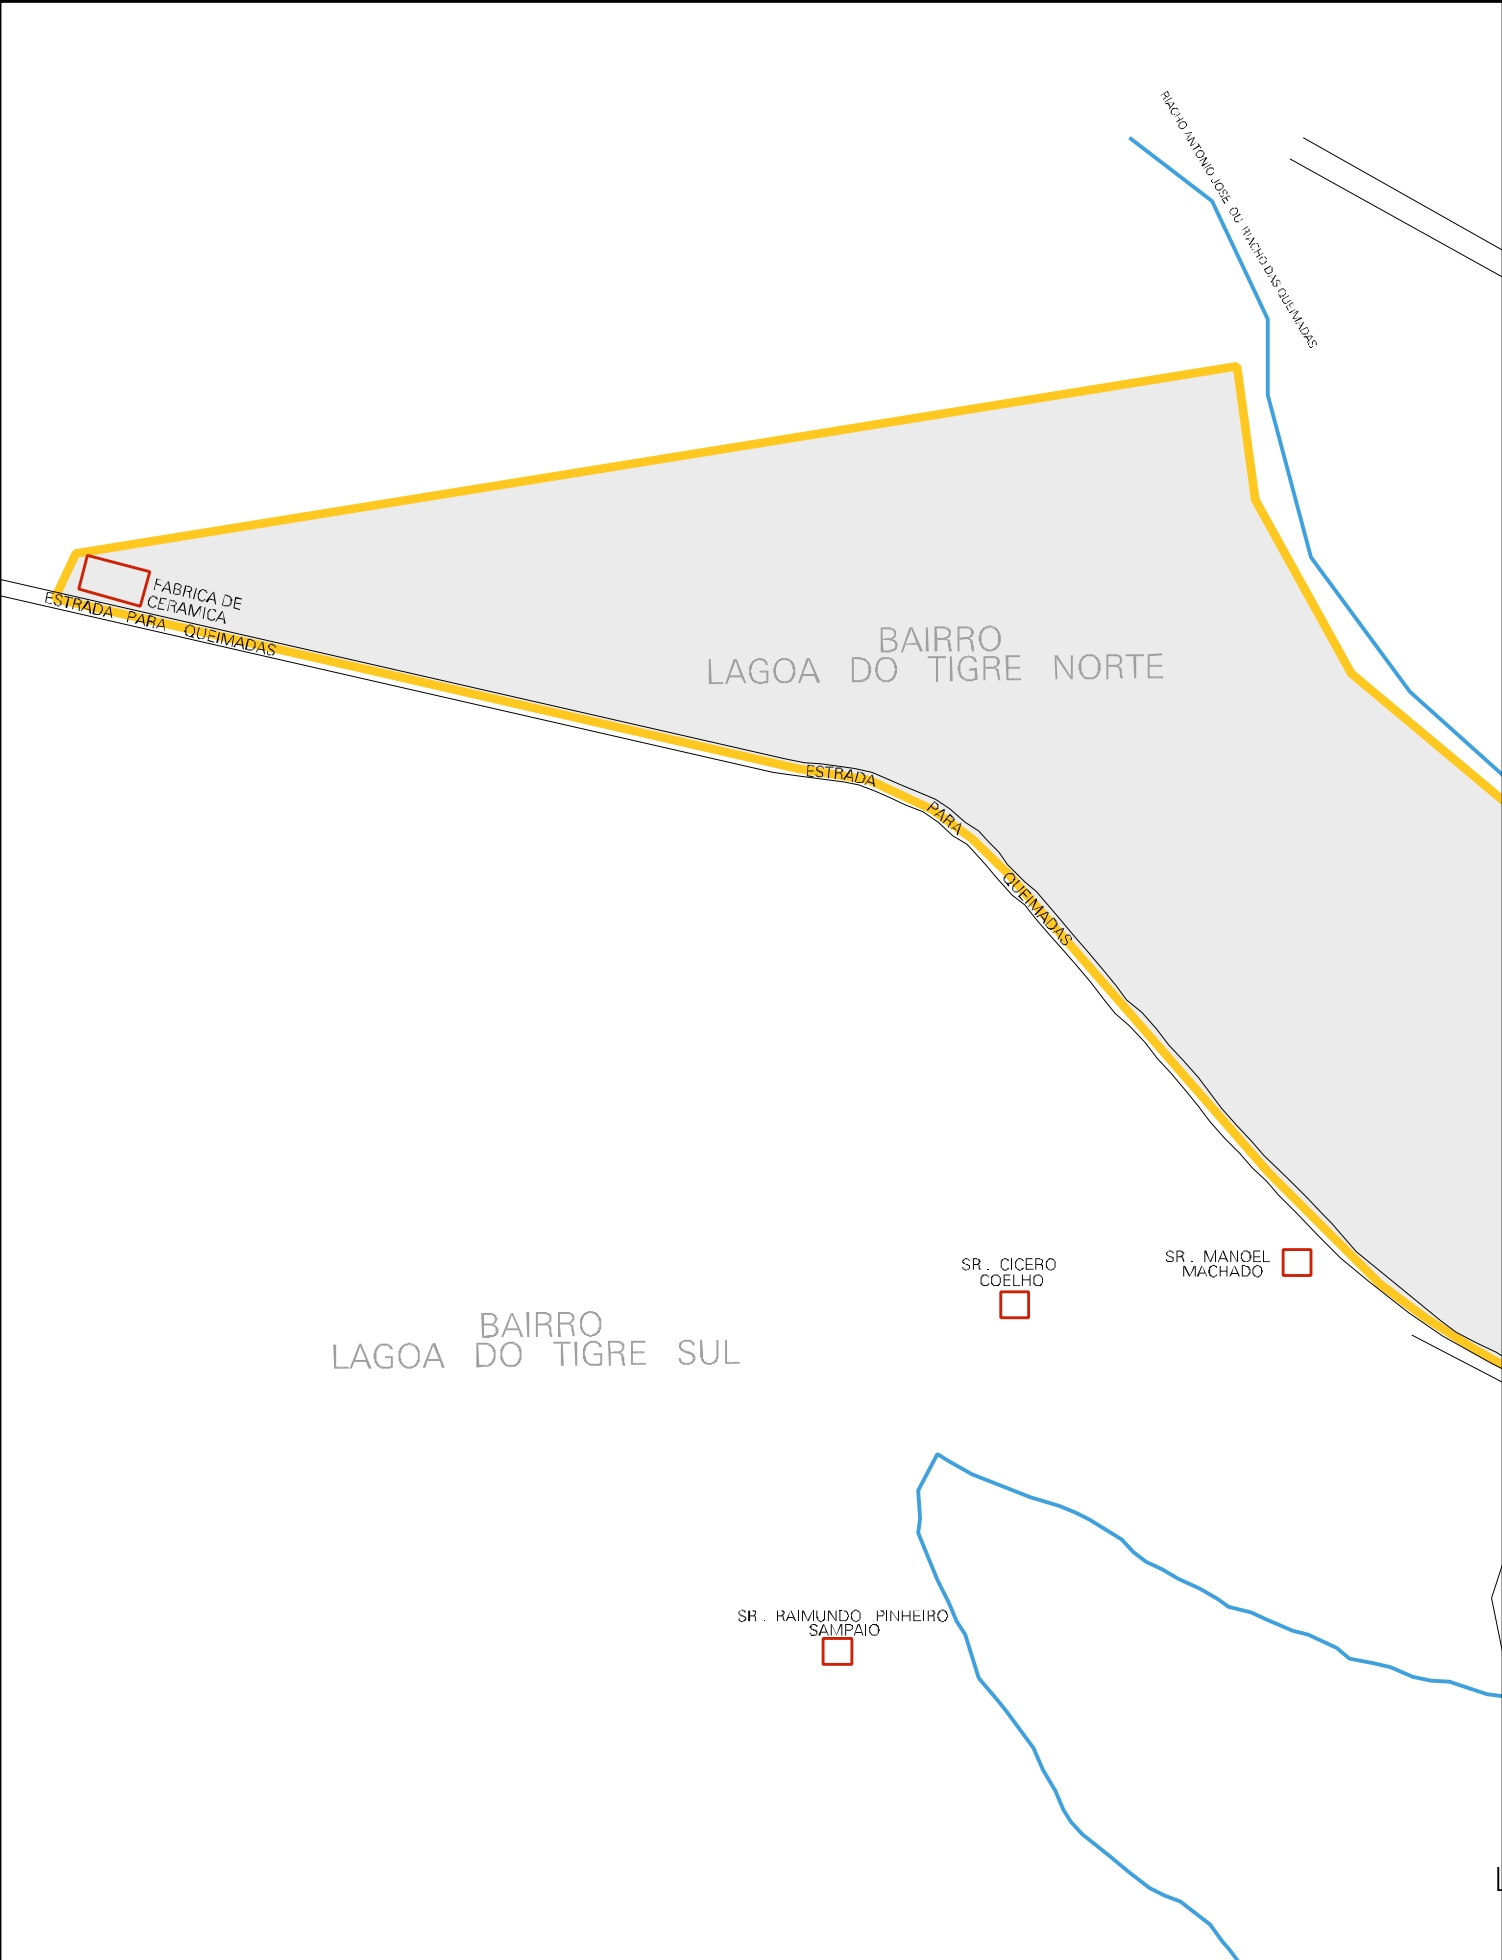 RIACHO ANTONIO JOSE OU RIACHO DAS QUEIMADAS
FABRICA DE
CERAMICA
ESTRADA PARA QUEIMADAS
BAIRRO
LAGOA DO TIGRE NORTE
ESTRADA PARA QUEIMADAS
SR. CICERO
COELHO
SR. MANOEL
MACHADO
BAIRRO
LAGOA DO TIGRE SUL
SR. RAIMUNDO PINHEIRO
SAMPAIO